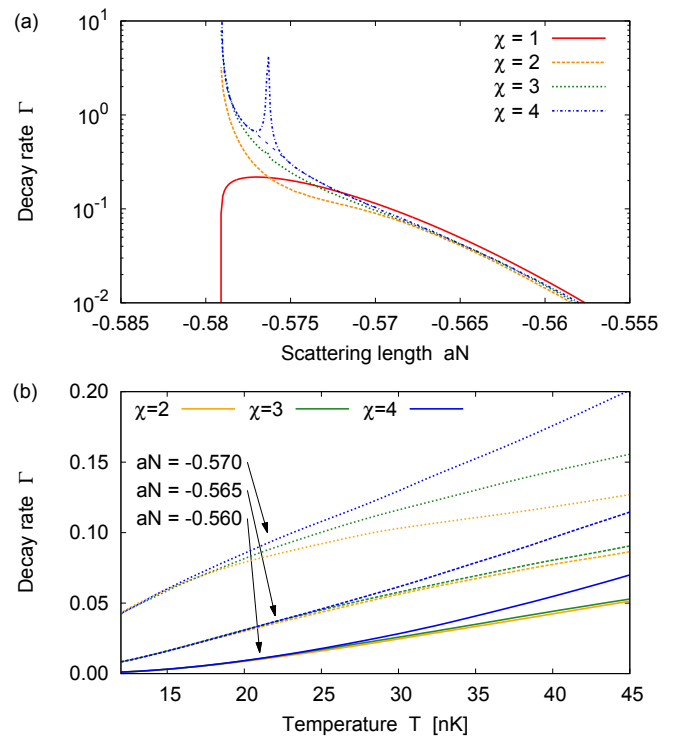 (a)
Decay rate Γ
10^1
10^0
10^-1
10^-2
χ = 1
χ = 2
χ = 3
χ = 4
-0.585 -0.58 -0.575 -0.57 -0.565 -0.56 -0.555
Scattering length aN
(b)
Decay rate Γ
0.20
0.15
0.10
0.05
0.00
χ=2 χ=3 χ=4
aN = -0.570
aN = -0.565
aN = -0.560
15 20 25 30 35 40 45
Temperature T [nK]